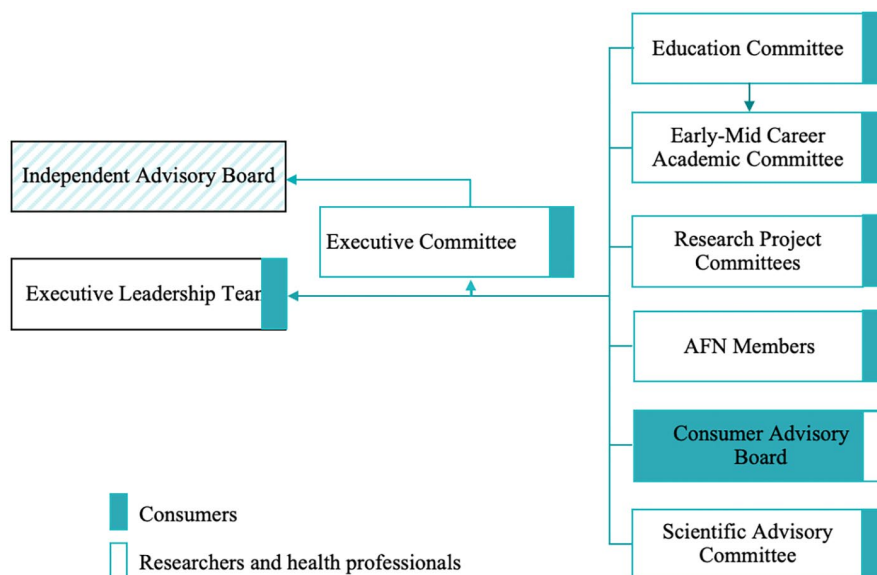 Education Committee
Early-Mid Career
Academic Committee
Independent Advisory Board
Executive Committee
Research Project
Committees
Executive Leadership Team
AFN Members
Consumer Advisory
Board
Consumers
Scientific Advisory
Committee
Researchers and health professionals